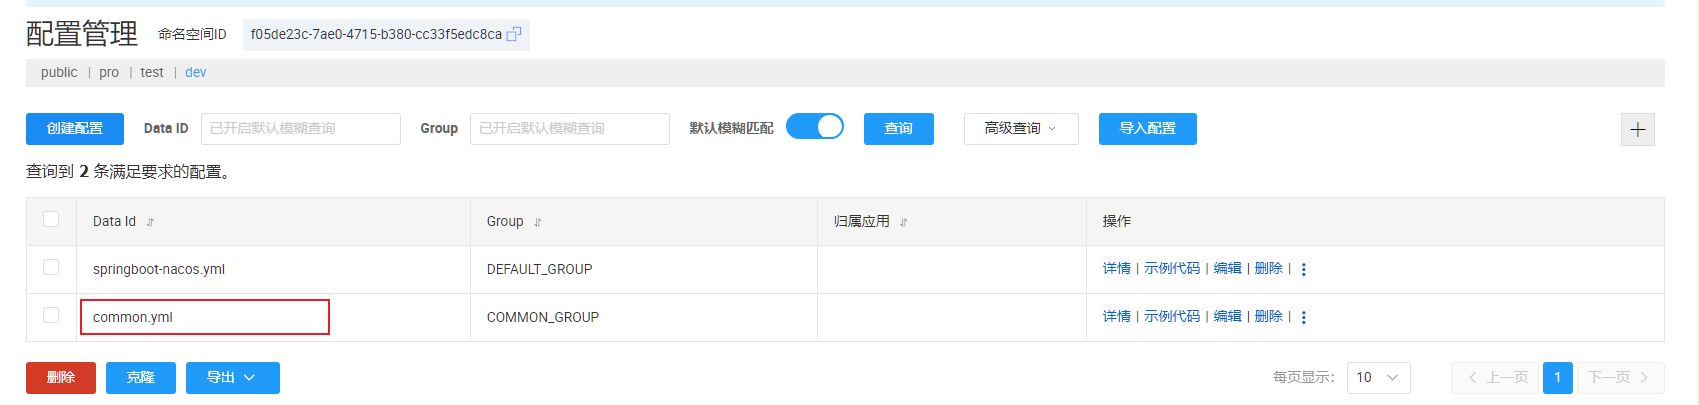 配置管理 命名空间ID f05de23c-7ae0-4715-b380-cc33f5edc8ca
public | pro | test | dev
创建配置 Data ID 已开启默认模糊查询 Group 已开启默认模糊查询 默认模糊匹配 查询 高级查询 导入配置 +
查询到 2 条满足要求的配置。
Data Id Group 归属应用 操作
springboot-nacos.yml DEFAULT_GROUP 详情 | 示例代码 | 编辑 | 删除 |
common.yml COMMON_GROUP 详情 | 示例代码 | 编辑 | 删除 |
删除 克隆 导出 每页显示: 10 上一页 1 下一页